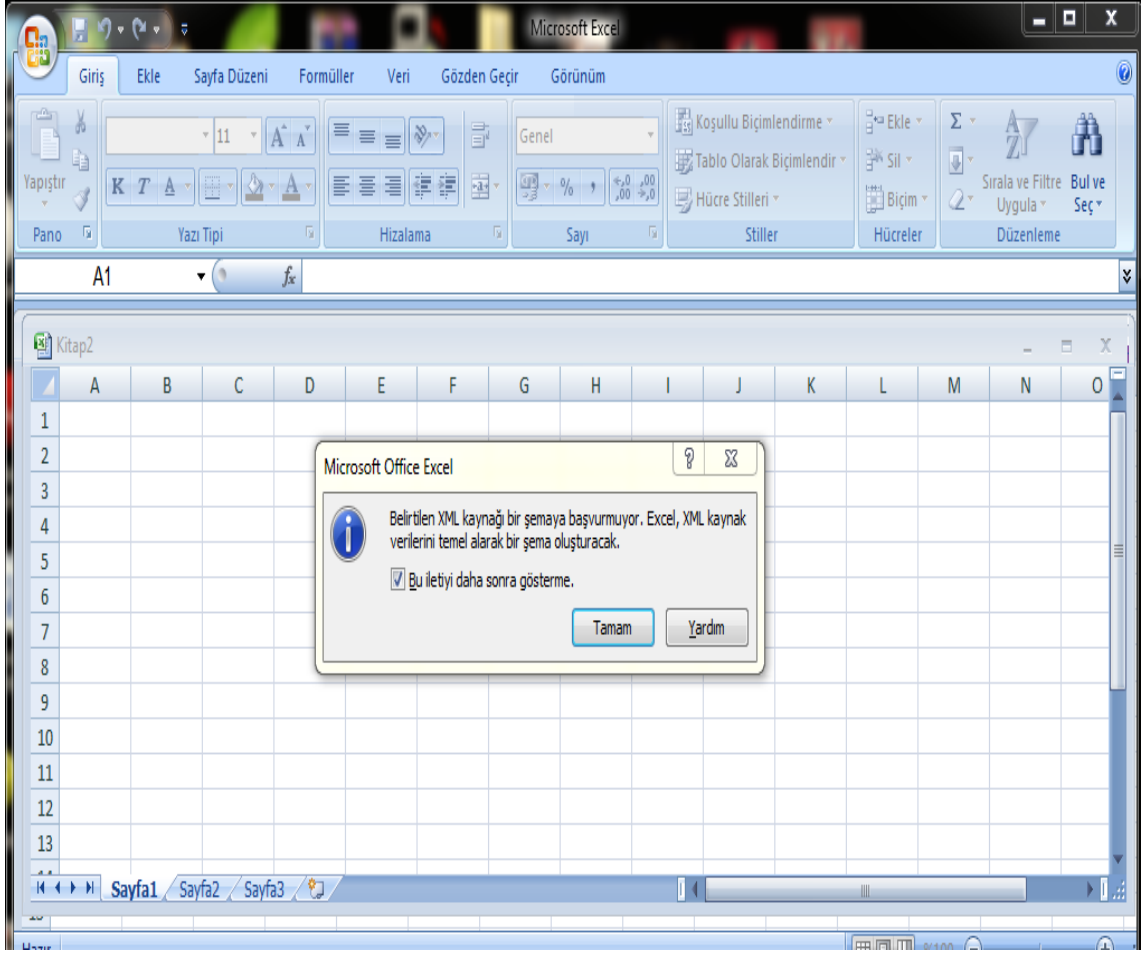 Microsoft Excel
Giriş Ekle Sayfa Düzeni Formüller Veri Gözden Geçir Görünüm
11 A A Genel Koşullu Biçimlendirme Ekle Σ
Tablo Olarak Biçimlendir Sil
Yapıştır K T A A % ,00 Hücre Stilleri Biçim Sırala ve Filtre Uygula Bul ve Seç
Pano Yazı Tipi Hizalama Sayı Stiller Hücreler Düzenleme
A1 fx
Kitap2
A B C D E F G H I J K L M N O
1
2
Microsoft Office Excel
3
Belirtilen XML kaynağı bir şemaya başvurmuyor. Excel, XML kaynak
4
verilerini temel alarak bir şema oluşturacak.
5
Bu iletiyi daha sonra gösterme.
6
7
Tamam Yardım
8
9
10
11
12
13
Sayfa1 Sayfa2 Sayfa3
Hazır %100